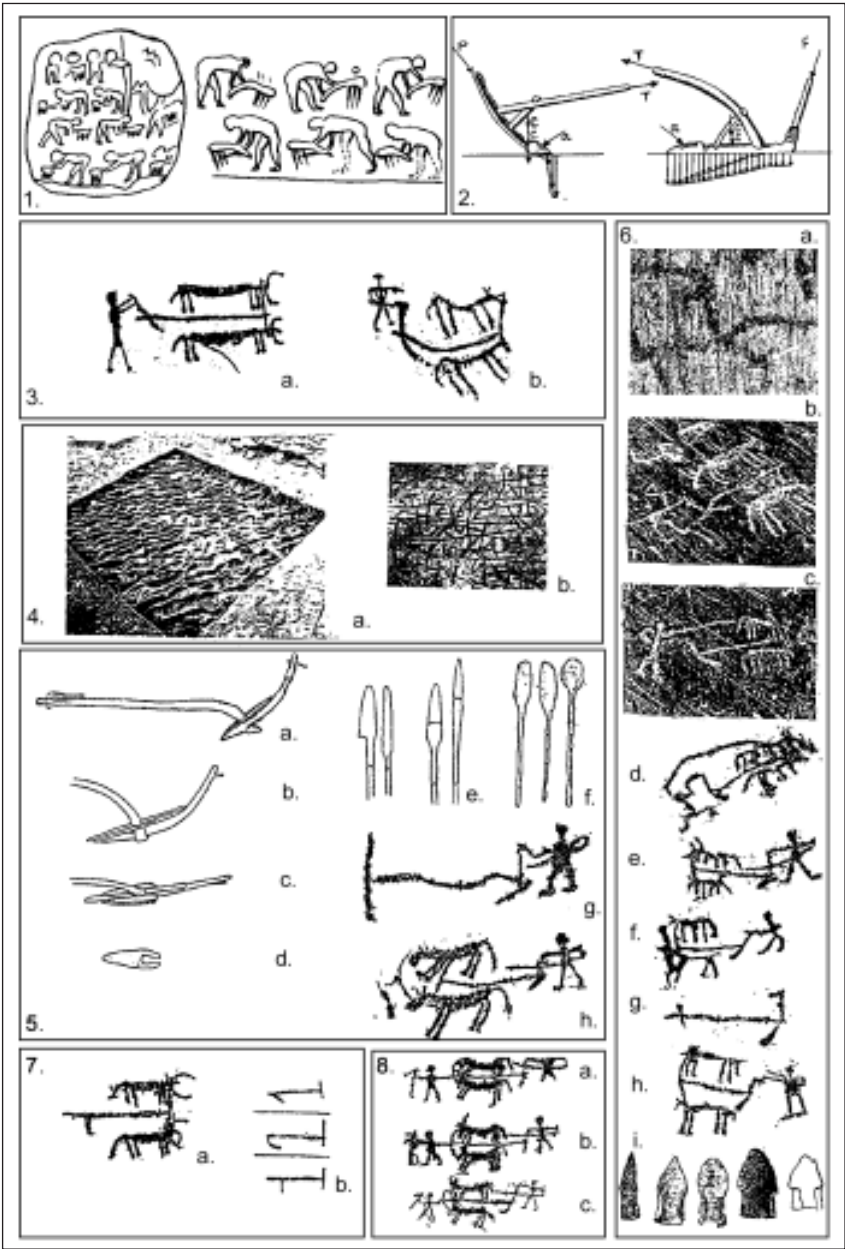 1.
2.
P
T
T
F
a
R
3.
a.
b.
4.
a.
b.
5.
a.
b.
c.
d.
e.
f.
g.
h.
6.
a.
b.
c.
d.
e.
f.
g.
h.
i.
7.
a.
b.
8.
a.
b.
c.